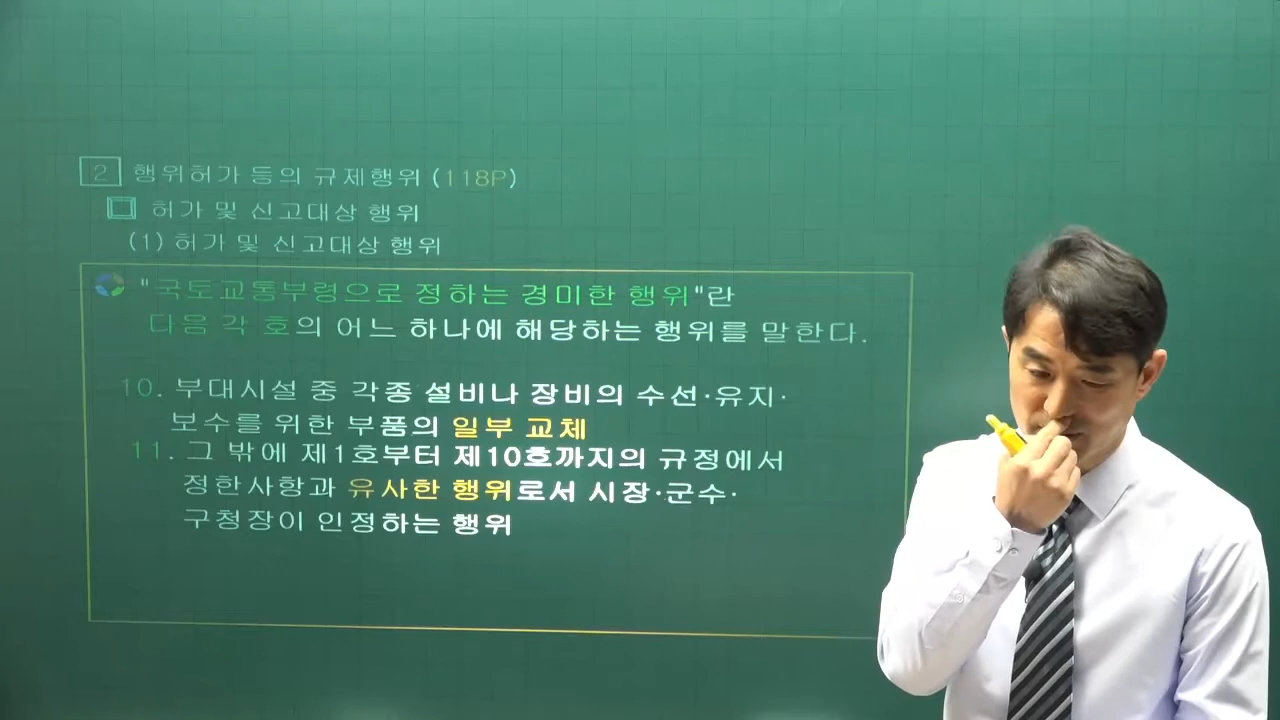 2 행위허가 등의 규제행위 (118P)
허가 및 신고대상 행위
(1) 허가 및 신고대상 행위
"국토교통부령으로 정하는 경미한 행위"란
다음 각 호의 어느 하나에 해당하는 행위를 말한다.
10. 부대시설 중 각종 설비나 장비의 수선·유지·
보수를 위한 부품의 일부 교체
11. 그 밖에 제1호부터 제10호까지의 규정에서
정한사항과 유사한 행위로서 시장·군수·
구청장이 인정하는 행위